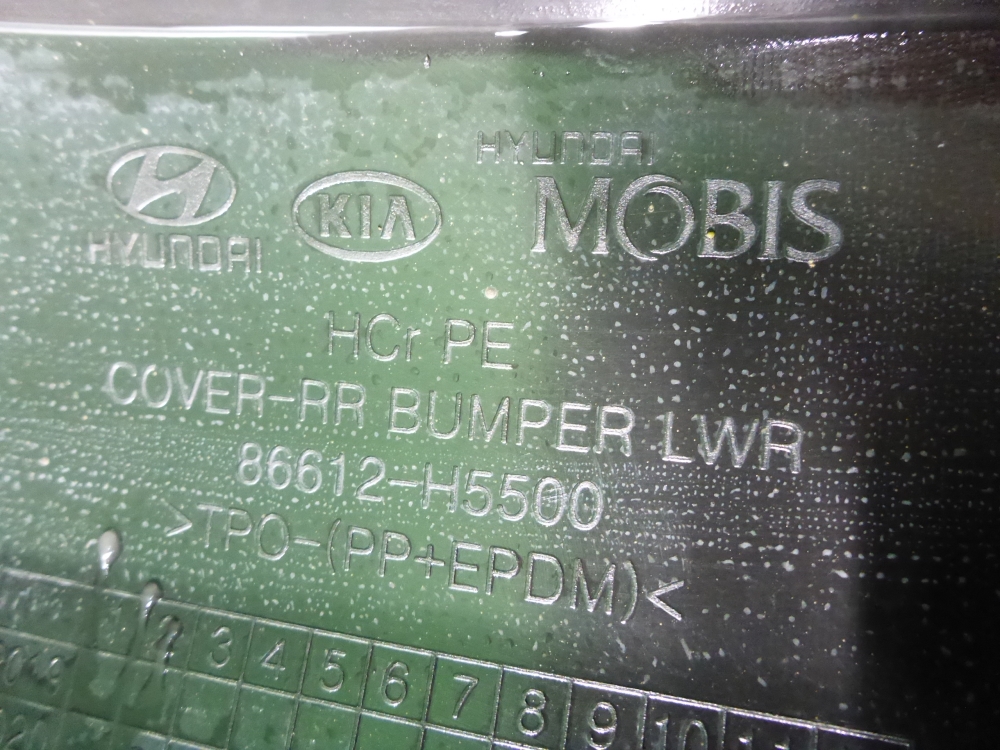 HYUNDAI
HYUNDAI
KIA
MOBIS
HCr PE
COVER-RR BUMPER LWR
86612-H5500
>TPO-(PP+EPDM)<
3 4 5 6 7 8 9 10 11